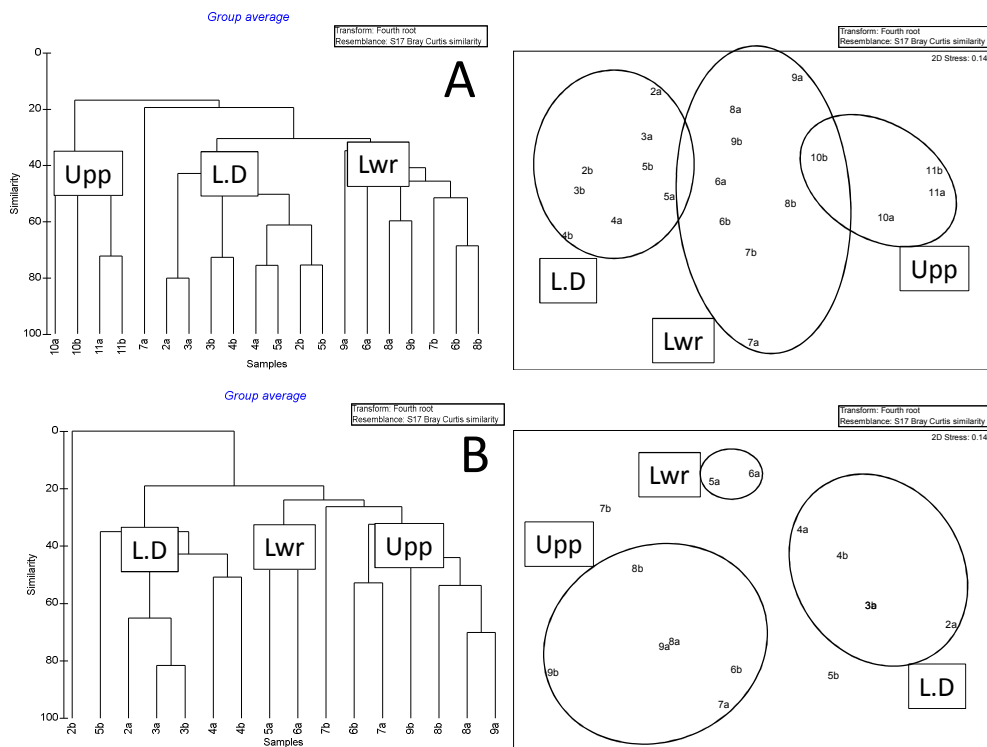 Group average
Transform: Fourth root
Resemblance: S17 Bray Curtis similarity
A
0
20
40
60
80
100
Similarity
Upp
L.D
Lwr
10a 10b 11a 11b 7a 2a 3a 3b 4b 4a 5a 2b 5b 9a 6a 8a 9b 7b 6b 8b
Samples
Transform: Fourth root
Resemblance: S17 Bray Curtis similarity
2D Stress: 0.14
9a
2a
8a
3a
9b
10b
5b
2b
11b
6a
3b
11a
5a
8b
10a
4a
6b
4b
7b
L.D
Upp
Lwr
7a
Group average
Transform: Fourth root
Resemblance: S17 Bray Curtis similarity
B
0
20
40
60
80
100
Similarity
L.D
Lwr
Upp
2b 5b 2a 3a 3b 4a 4b 5a 6a 7b 6b 7a 9b 8b 8a 9a
Samples
Transform: Fourth root
Resemblance: S17 Bray Curtis similarity
2D Stress: 0.14
Lwr
6a
5a
7b
4a
Upp
4b
8b
2a
8a
9a
6b
9b
5b
L.D
7a